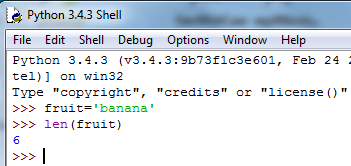 Python 3.4.3 Shell
File Edit Shell Debug Options Window Help
Python 3.4.3 (v3.4.3:9b73f1c3e601, Feb 24 2
tel)] on win32
Type "copyright", "credits" or "license()"
>>> fruit='banana'
>>> len(fruit)
6
>>>